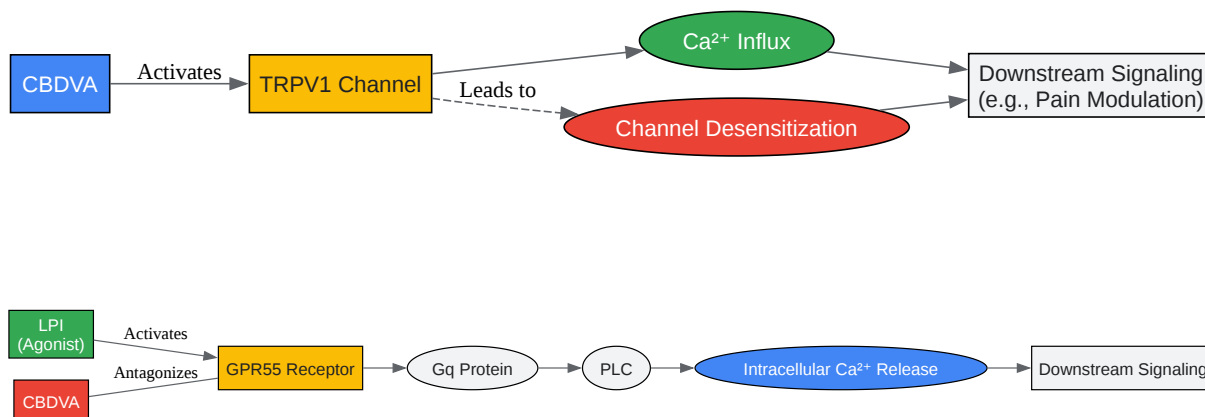 CBDVA
Activates
TRPV1 Channel
Leads to
Ca²⁺ Influx
Channel Desensitization
Downstream Signaling
(e.g., Pain Modulation)
LPI
(Agonist)
Activates
CBDVA
Antagonizes
GPR55 Receptor
Gq Protein
PLC
Intracellular Ca²⁺ Release
Downstream Signaling